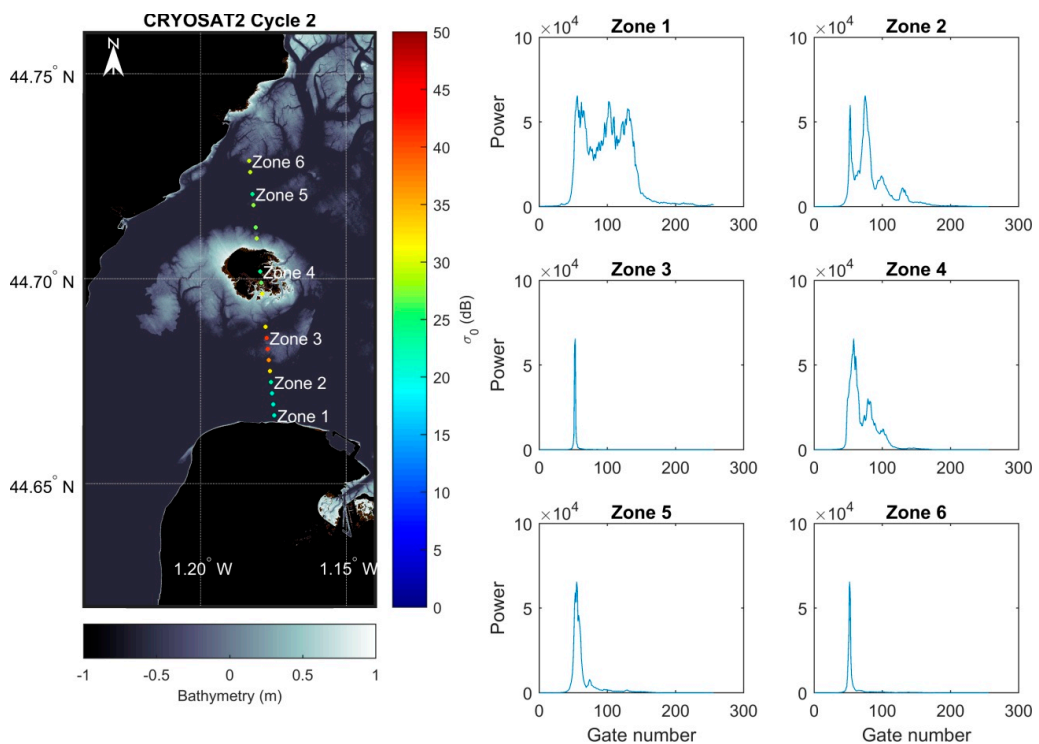 CRYOSAT2 Cycle 2
N
44.75° N
44.70° N
44.65° N
Zone 6
Zone 5
Zone 4
Zone 3
Zone 2
Zone 1
1.20° W
1.15° W
50
45
40
35
30
25
20
15
10
5
0
σ0 (dB)
-1
-0.5
0
0.5
1
Bathymetry (m)
Zone 1
×10^4
10
5
0
Power
0
100
200
300
Zone 2
×10^4
10
5
0
0
100
200
300
Zone 3
×10^4
10
5
0
0
100
200
300
Zone 4
×10^4
10
5
0
0
100
200
300
Zone 5
×10^4
10
5
0
Power
0
100
200
300
Gate number
Zone 6
×10^4
10
5
0
0
100
200
300
Gate number